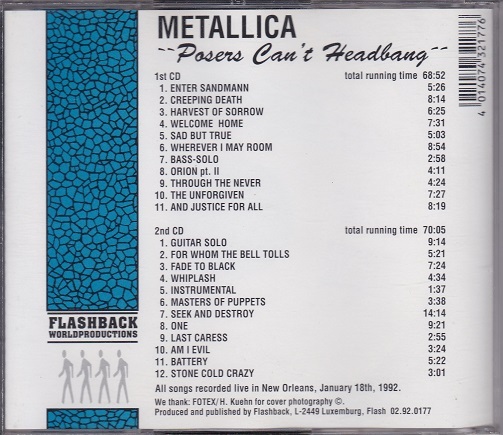 METALLICA
~~Posers Can't Headbang~~
1st CD total running time 68:52
1. ENTER SANDMANN 5:26
2. CREEPING DEATH 8:14
3. HARVEST OF SORROW 6:25
4. WELCOME HOME 7:31
5. SAD BUT TRUE 5:03
6. WHEREVER I MAY ROOM 8:54
7. BASS-SOLO 2:58
8. ORION pt. II 4:11
9. THROUGH THE NEVER 4:24
10. THE UNFORGIVEN 7:27
11. AND JUSTICE FOR ALL 8:19
2nd CD total running time 70:05
1. GUITAR SOLO 9:14
2. FOR WHOM THE BELL TOLLS 5:21
3. FADE TO BLACK 7:24
4. WHIPLASH 4:34
5. INSTRUMENTAL 1:37
6. MASTERS OF PUPPETS 3:38
7. SEEK AND DESTROY 14:14
8. ONE 9:21
9. LAST CARESS 2:55
10. AM I EVIL 3:24
11. BATTERY 5:22
12. STONE COLD CRAZY 3:01
All songs recorded live in New Orleans, January 18th, 1992.
We thank: FOTEX/ H. Kuehn for cover photography ©.
Produced and published by Flashback, L-2449 Luxemburg, Flash 02.92.0177
FLASHBACK
WORLDPRODUCTIONS
4 014074 321776